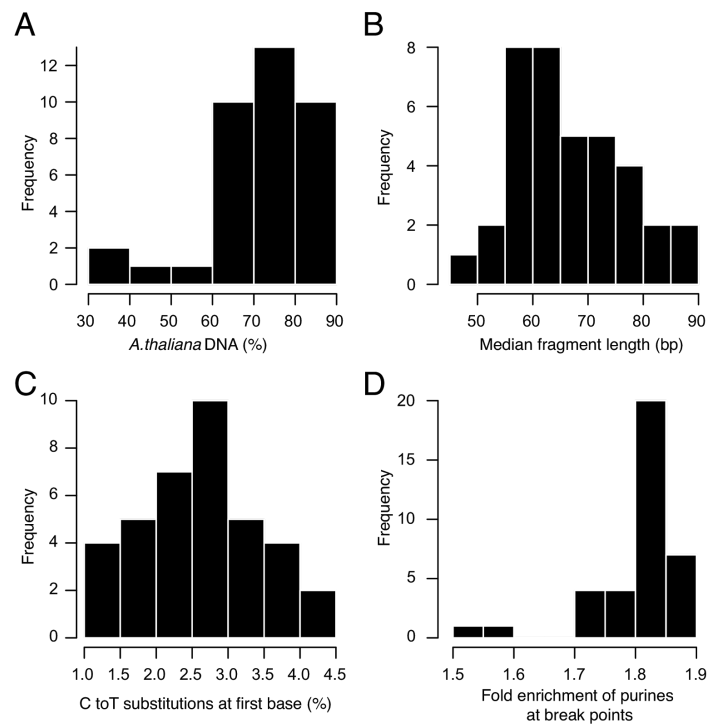 A
Frequency
12
10
8
6
4
2
0
30 40 50 60 70 80 90
A.thaliana DNA (%)
B
Frequency
8
6
4
2
0
50 60 70 80 90
Median fragment length (bp)
C
Frequency
10
8
6
4
2
0
1.0 1.5 2.0 2.5 3.0 3.5 4.0 4.5
C toT substitutions at first base (%)
D
Frequency
20
15
10
5
0
1.5 1.6 1.7 1.8 1.9
Fold enrichment of purines
at break points